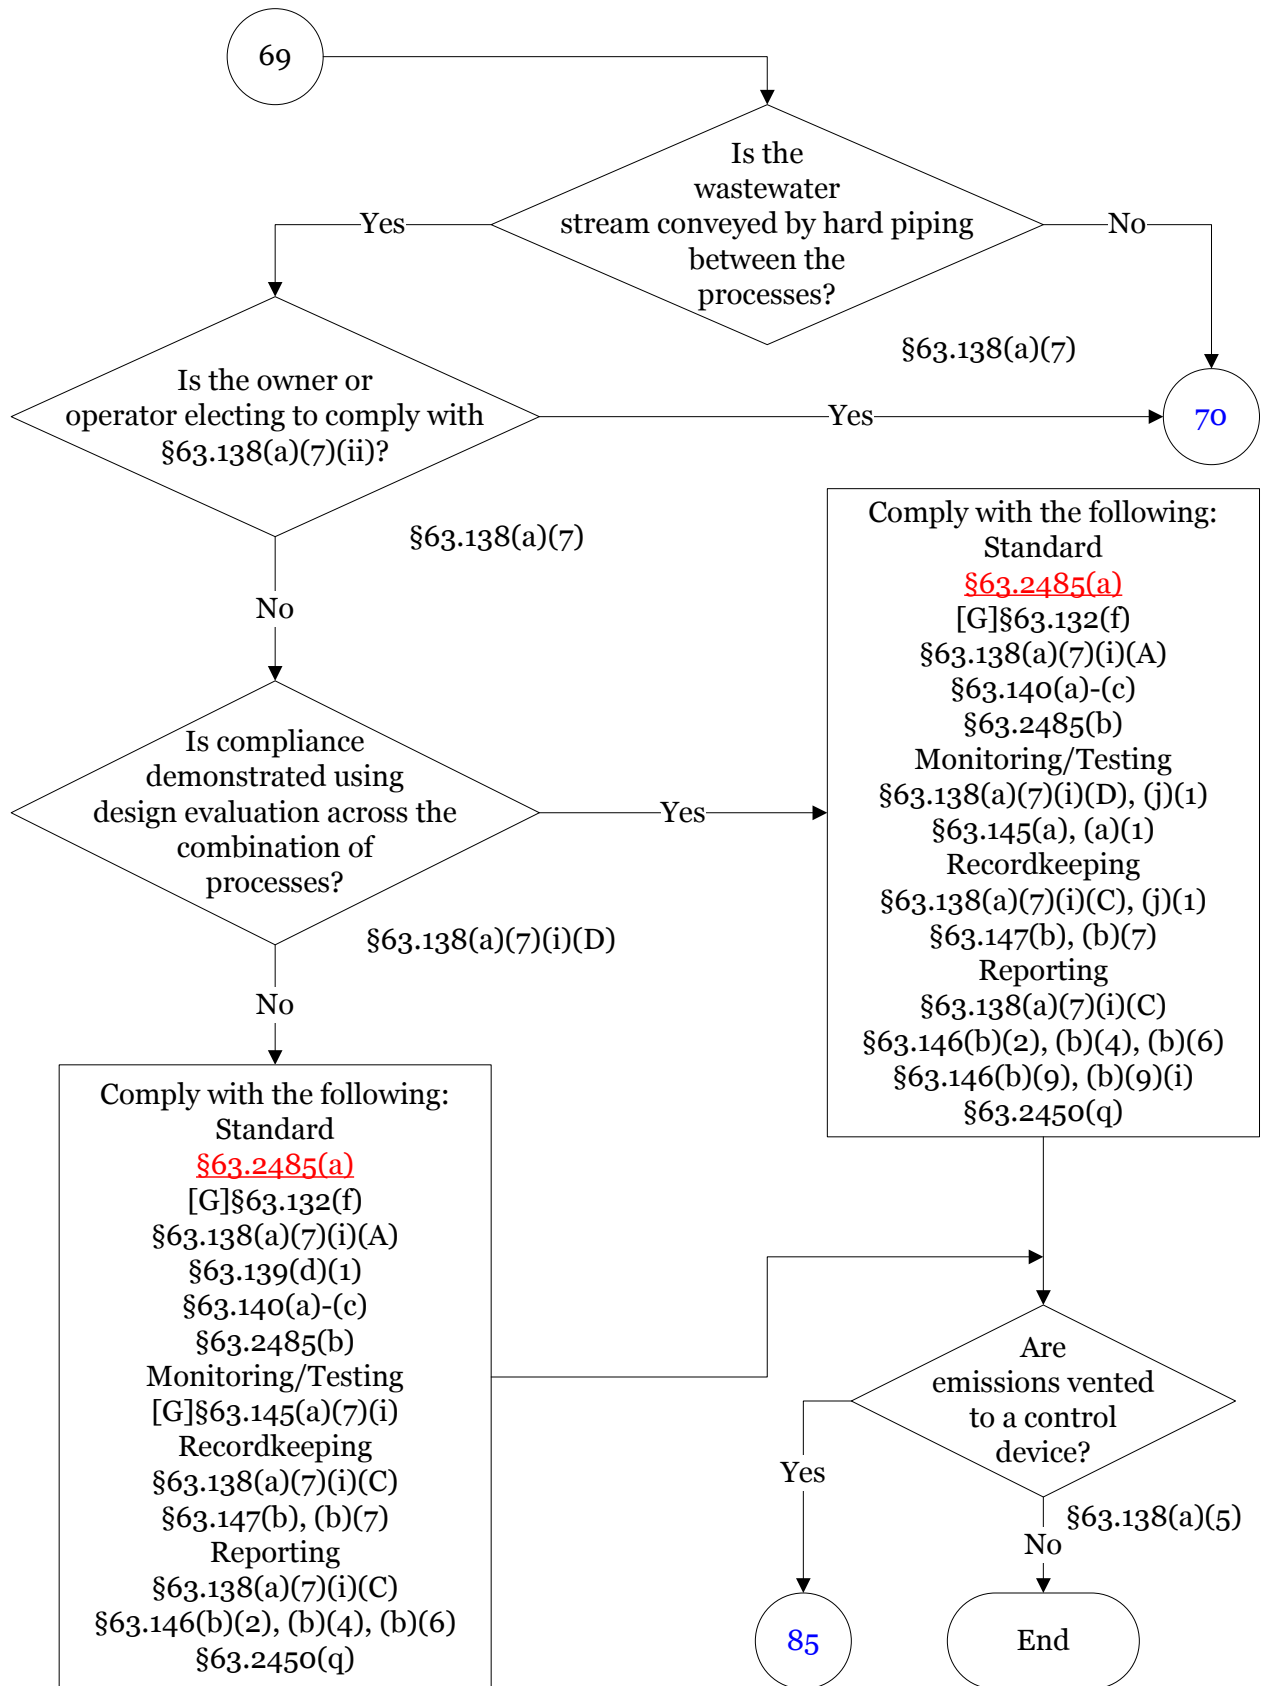 69
Is the
wastewater
stream conveyed by hard piping
between the
processes?
Yes
No
§63.138(a)(7)
Is the owner or
operator electing to comply with
§63.138(a)(7)(ii)?
Yes
70
§63.138(a)(7)
No
Is compliance
demonstrated using
design evaluation across the
combination of
processes?
Yes
§63.138(a)(7)(i)(D)
No
Comply with the following:
Standard
§63.2485(a)
[G]§63.132(f)
§63.138(a)(7)(i)(A)
§63.140(a)-(c)
§63.2485(b)
Monitoring/Testing
§63.138(a)(7)(i)(D), (j)(1)
§63.145(a), (a)(1)
Recordkeeping
§63.138(a)(7)(i)(C), (j)(1)
§63.147(b), (b)(7)
Reporting
§63.138(a)(7)(i)(C)
§63.146(b)(2), (b)(4), (b)(6)
§63.146(b)(9), (b)(9)(i)
§63.2450(q)
Comply with the following:
Standard
§63.2485(a)
[G]§63.132(f)
§63.138(a)(7)(i)(A)
§63.139(d)(1)
§63.140(a)-(c)
§63.2485(b)
Monitoring/Testing
[G]§63.145(a)(7)(i)
Recordkeeping
§63.138(a)(7)(i)(C)
§63.147(b), (b)(7)
Reporting
§63.138(a)(7)(i)(C)
§63.146(b)(2), (b)(4), (b)(6)
§63.2450(q)
Are
emissions vented
to a control
device?
Yes
§63.138(a)(5)
No
85
End